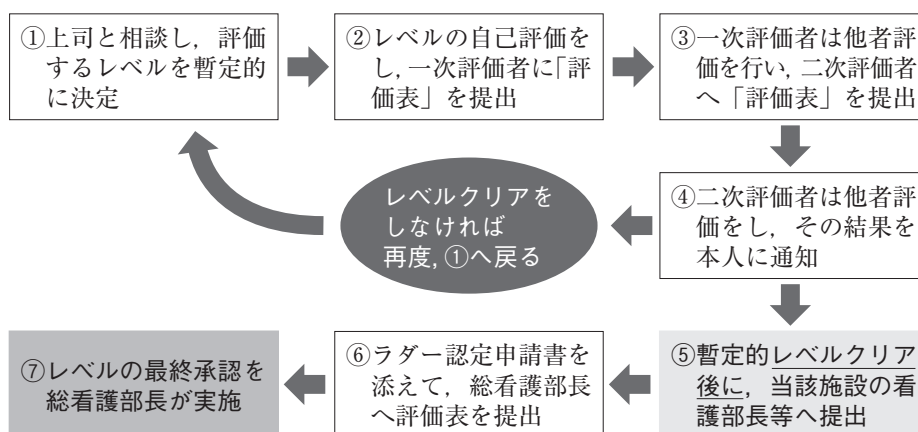 ①上司と相談し，評価
するレベルを暫定的
に決定
②レベルの自己評価を
し,一次評価者に「評
価表」を提出
③一次評価者は他者評
価を行い,二次評価者
へ「評価表」を提出
④二次評価者は他者評
価をし，その結果を
本人に通知
レベルクリアを
しなければ
再度,①へ戻る
⑤暫定的レベルクリア
後に，当該施設の看
護部長等へ提出
⑥ラダー認定申請書を
添えて，総看護部長
へ評価表を提出
⑦レベルの最終承認を
総看護部長が実施